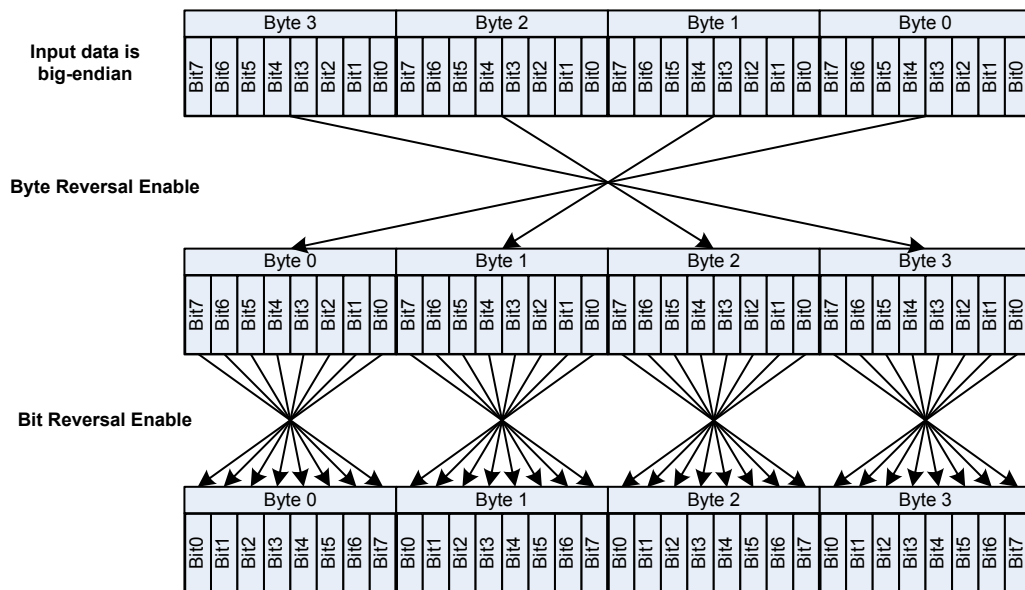 Byte 3 Byte 2 Byte 1 Byte 0
Input data is
big-endian
Bit7 Bit6 Bit5 Bit4 Bit3 Bit2 Bit1 Bit0 Bit7 Bit6 Bit5 Bit4 Bit3 Bit2 Bit1 Bit0 Bit7 Bit6 Bit5 Bit4 Bit3 Bit2 Bit1 Bit0 Bit7 Bit6 Bit5 Bit4 Bit3 Bit2 Bit1 Bit0
Byte Reversal Enable
Byte 0 Byte 1 Byte 2 Byte 3
Bit7 Bit6 Bit5 Bit4 Bit3 Bit2 Bit1 Bit0 Bit7 Bit6 Bit5 Bit4 Bit3 Bit2 Bit1 Bit0 Bit7 Bit6 Bit5 Bit4 Bit3 Bit2 Bit1 Bit0 Bit7 Bit6 Bit5 Bit4 Bit3 Bit2 Bit1 Bit0
Bit Reversal Enable
Byte 0 Byte 1 Byte 2 Byte 3
Bit0 Bit1 Bit2 Bit3 Bit4 Bit5 Bit6 Bit7 Bit0 Bit1 Bit2 Bit3 Bit4 Bit5 Bit6 Bit7 Bit0 Bit1 Bit2 Bit3 Bit4 Bit5 Bit6 Bit7 Bit0 Bit1 Bit2 Bit3 Bit4 Bit5 Bit6 Bit7